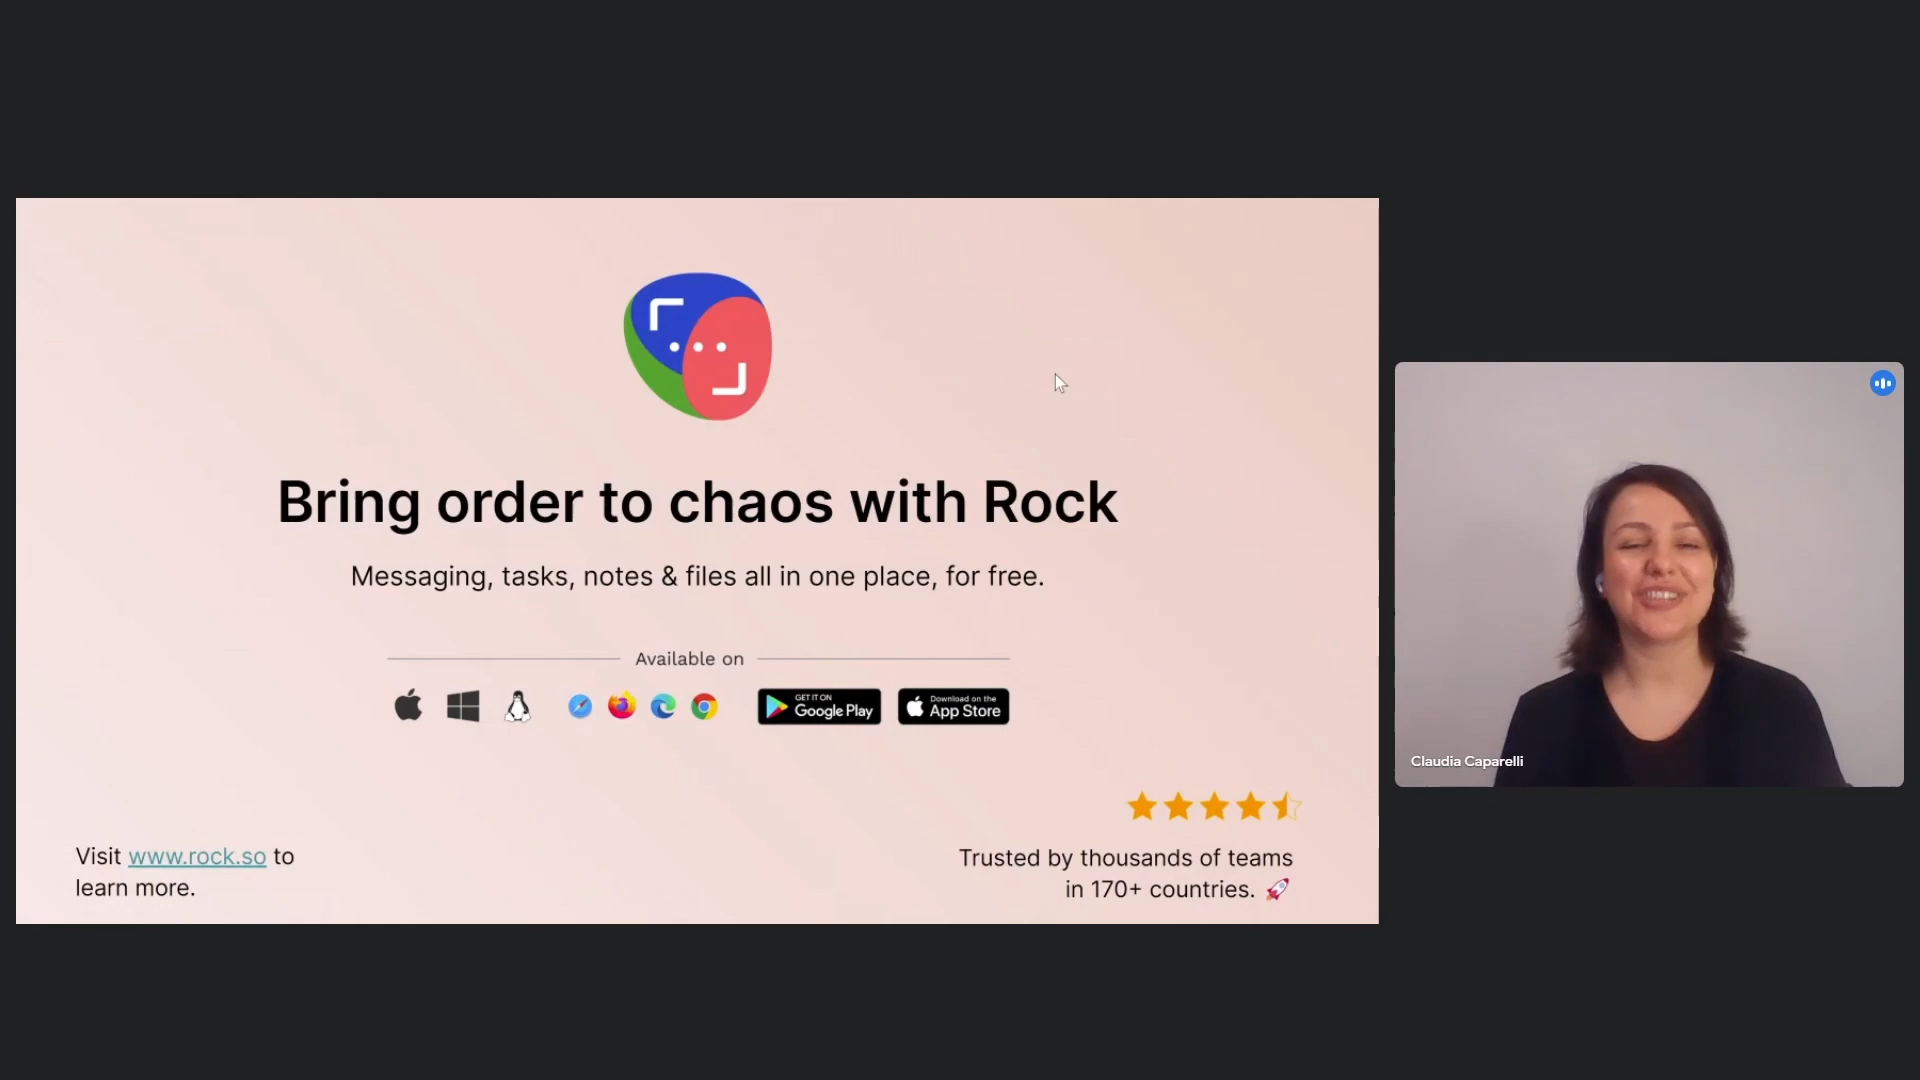 Bring order to chaos with Rock
Messaging, tasks, notes & files all in one place, for free.
Available on
GET IT ON
Google Play
Download on the
App Store
Visit www.rock.so to
learn more.
Trusted by thousands of teams
in 170+ countries. 🚀
Claudia Caparelli